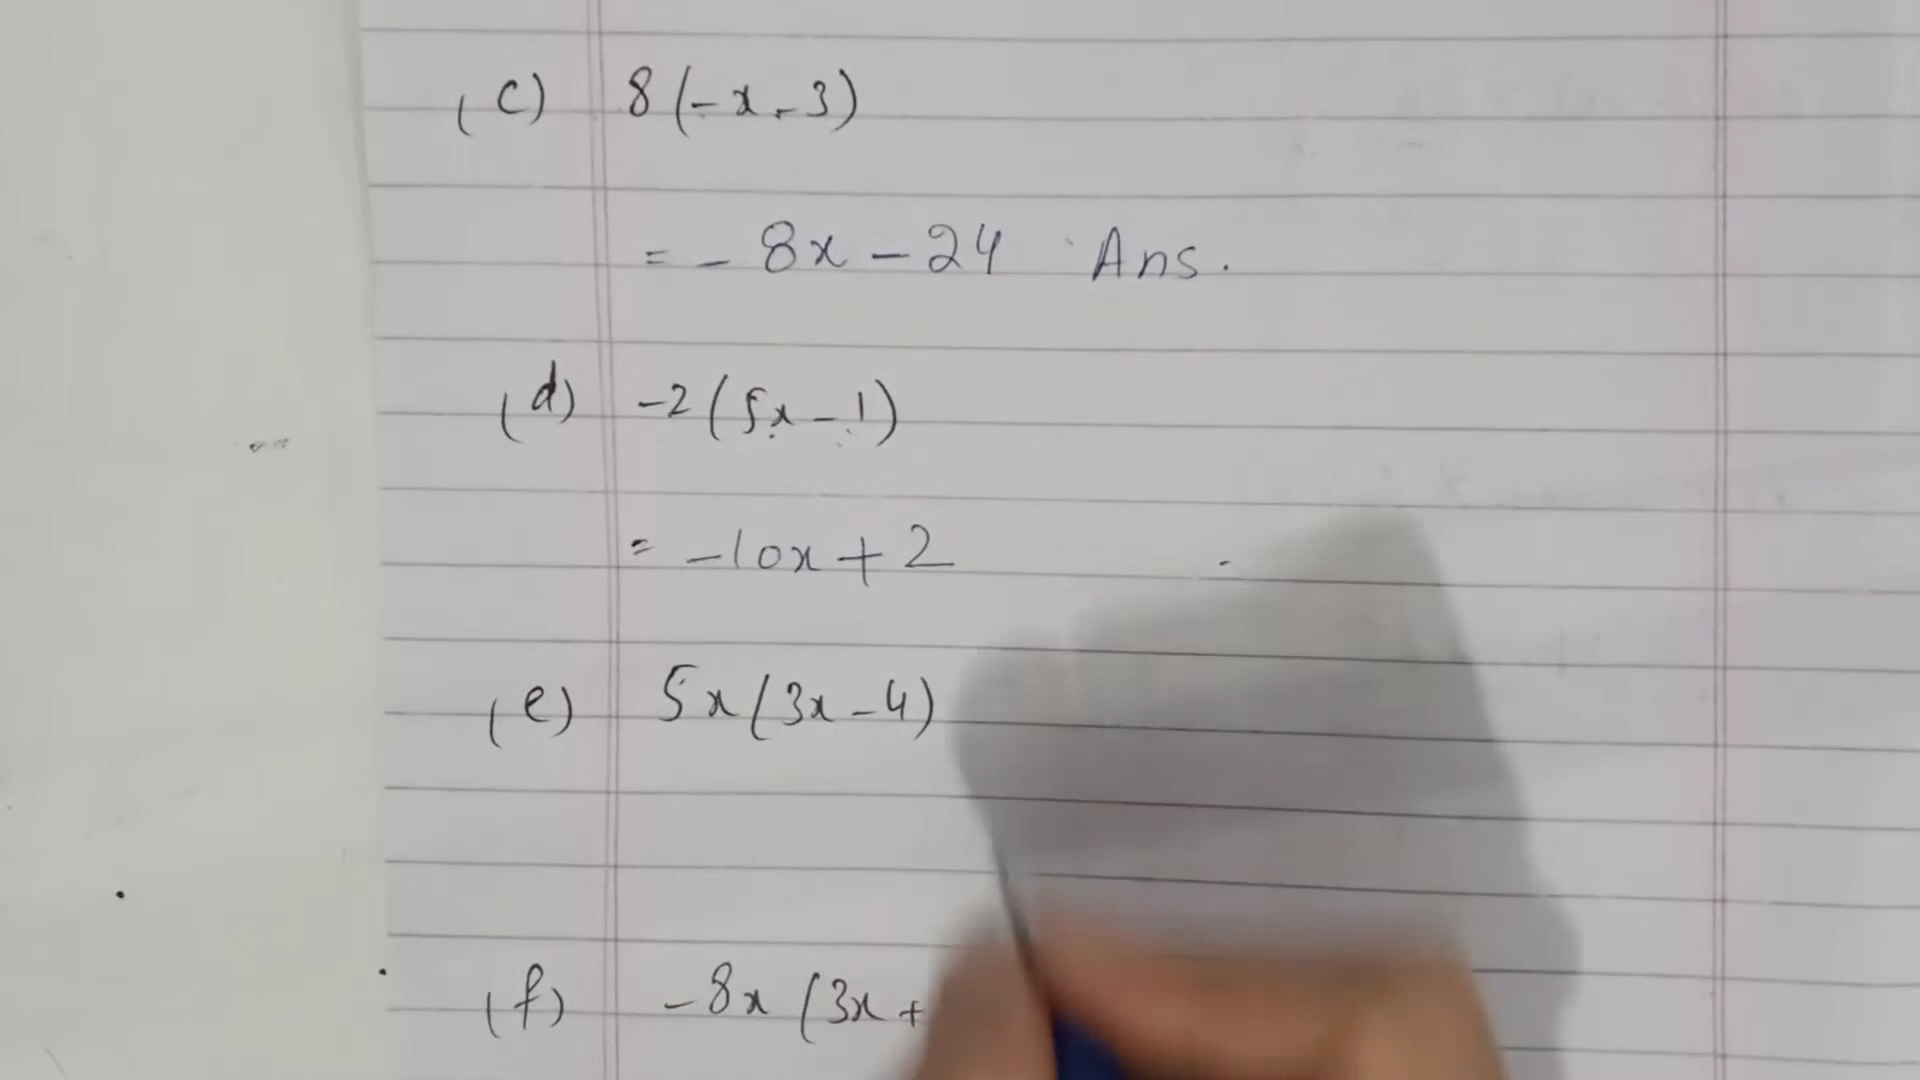 (c) 8(-x-3)
= -8x-24 Ans.
(d) -2(5x-1)
= -10x+2
(e) 5x(3x-4)
(f) -8x(3x+